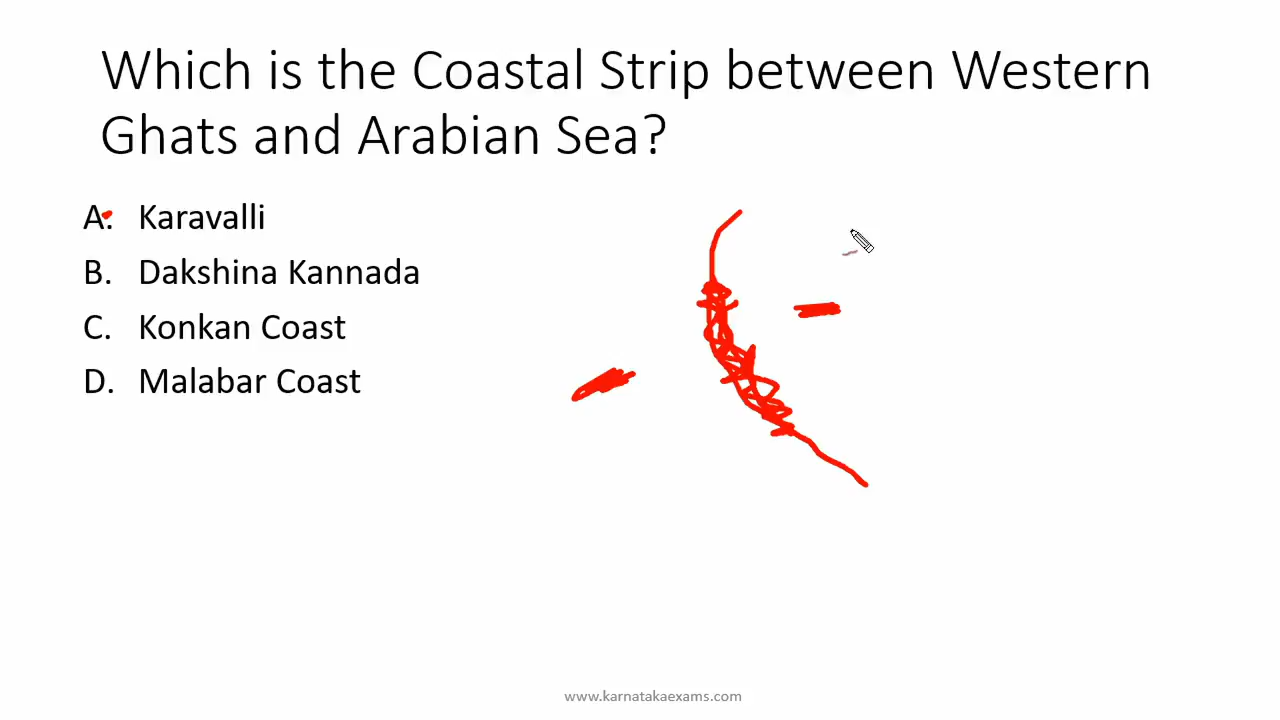 Which is the Coastal Strip between Western
Ghats and Arabian Sea?
A. Karavalli
B. Dakshina Kannada
C. Konkan Coast
D. Malabar Coast
www.karnatakaexams.com